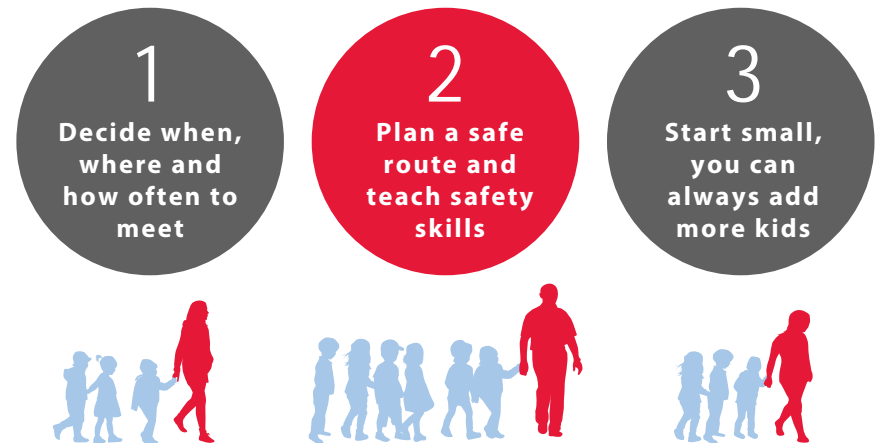 1
Decide when,
where and
how often to
meet
2
Plan a safe
route and
teach safety
skills
3
Start small,
you can
always add
more kids